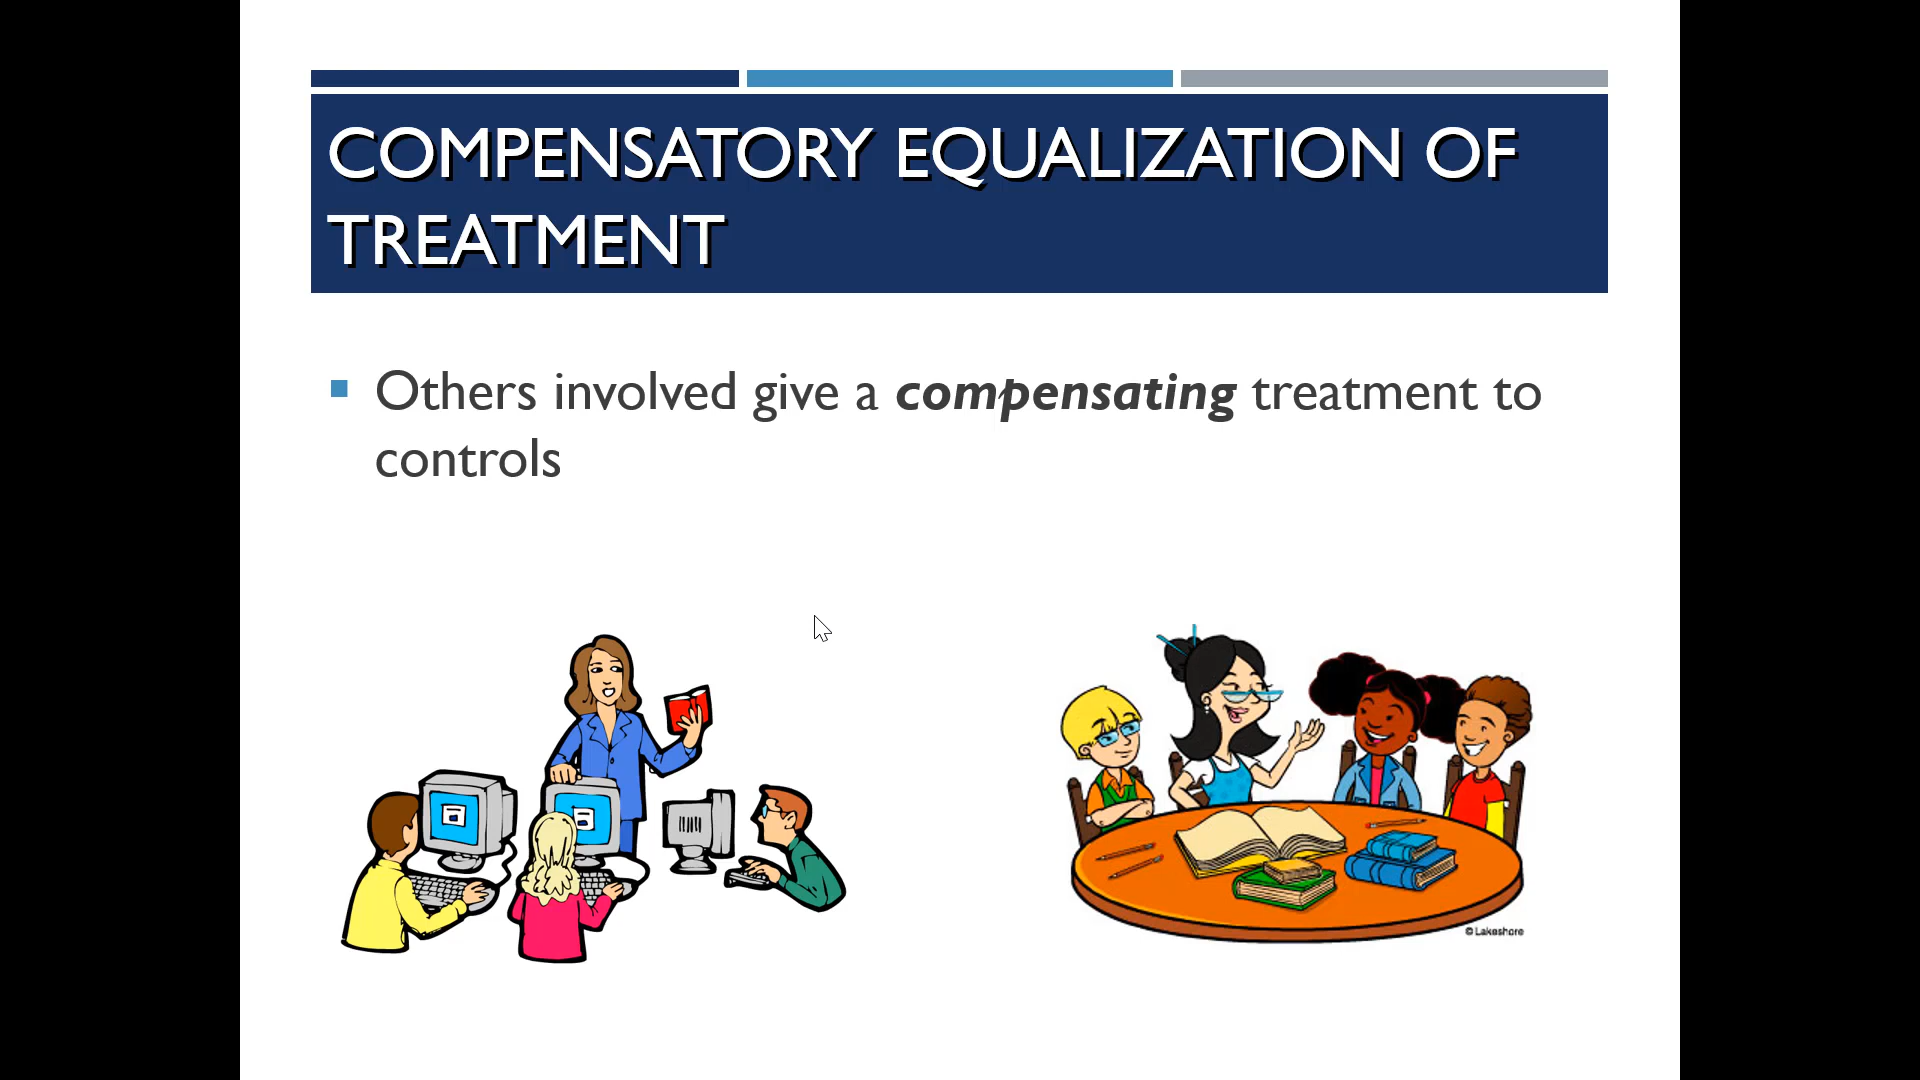 COMPENSATORY EQUALIZATION OF
TREATMENT
Others involved give a compensating treatment to
controls
© Lakeshore